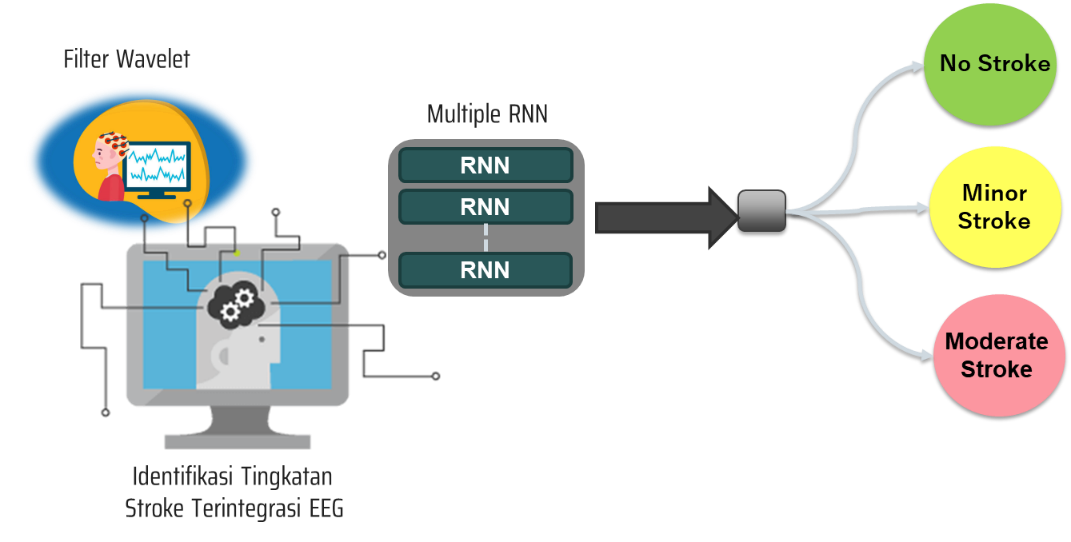 Filter Wavelet
Multiple RNN
RNN
RNN
RNN
Identifikasi Tingkatan
Stroke Terintegrasi EEG
No Stroke
Minor
Stroke
Moderate
Stroke